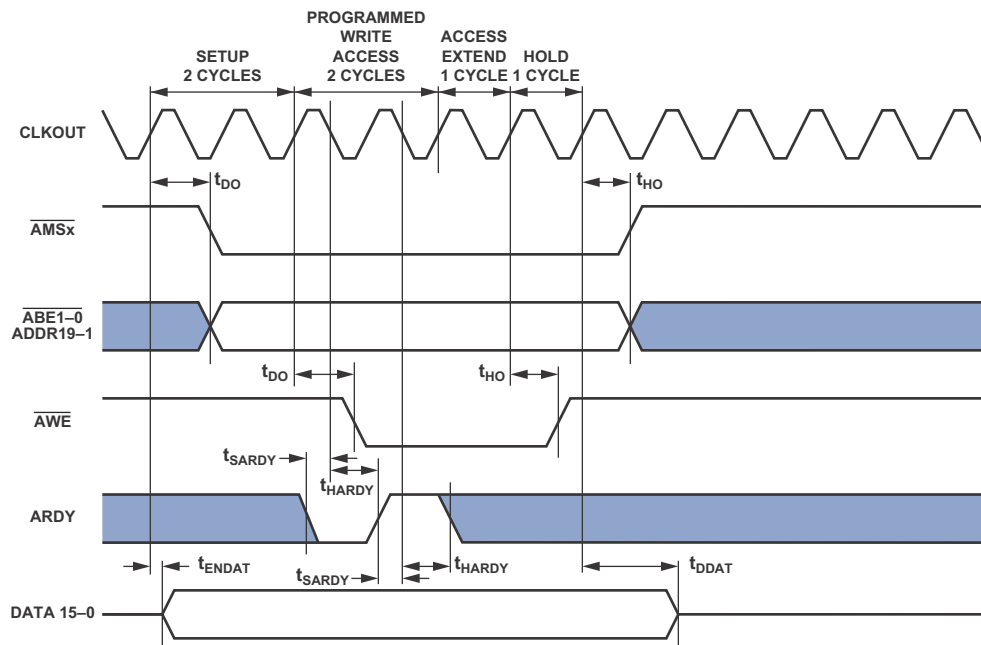 PROGRAMMED
WRITE
ACCESS
2 CYCLES
SETUP
2 CYCLES
ACCESS
EXTEND
1 CYCLE
HOLD
1 CYCLE
CLKOUT
tDO
tHO
AMSx
ABE1–0
ADDR19–1
tDO
tHO
AWE
tSARDY
tHARDY
ARDY
tENDAT
tSARDY
tHARDY
tDDAT
DATA 15–0